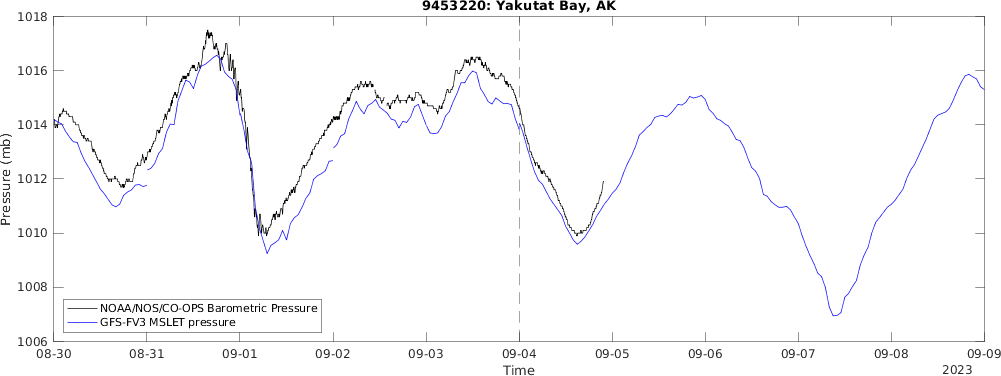 9453220: Yakutat Bay, AK
Pressure (mb)
1018
1016
1014
1012
1010
1008
1006
NOAA/NOS/CO-OPS Barometric Pressure
GFS-FV3 MSLET pressure
08-30 08-31 09-01 09-02 09-03 09-04 09-05 09-06 09-07 09-08 09-09
Time
2023